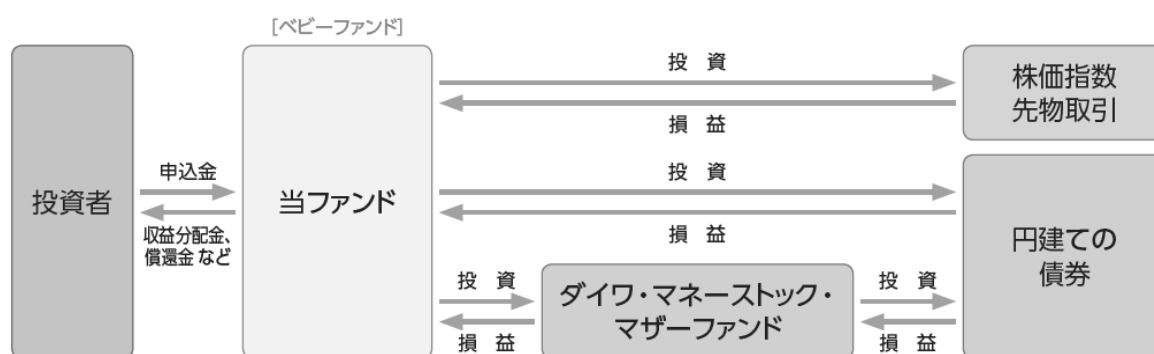 [ベビーファンド]
投資者
申込金
収益分配金、
償還金 など
当ファンド
投 資
損 益
株価指数
先物取引
投 資
損 益
円建ての
債券
投 資
損 益
ダイワ・マネーストック・
マザーファンド
投 資
損 益